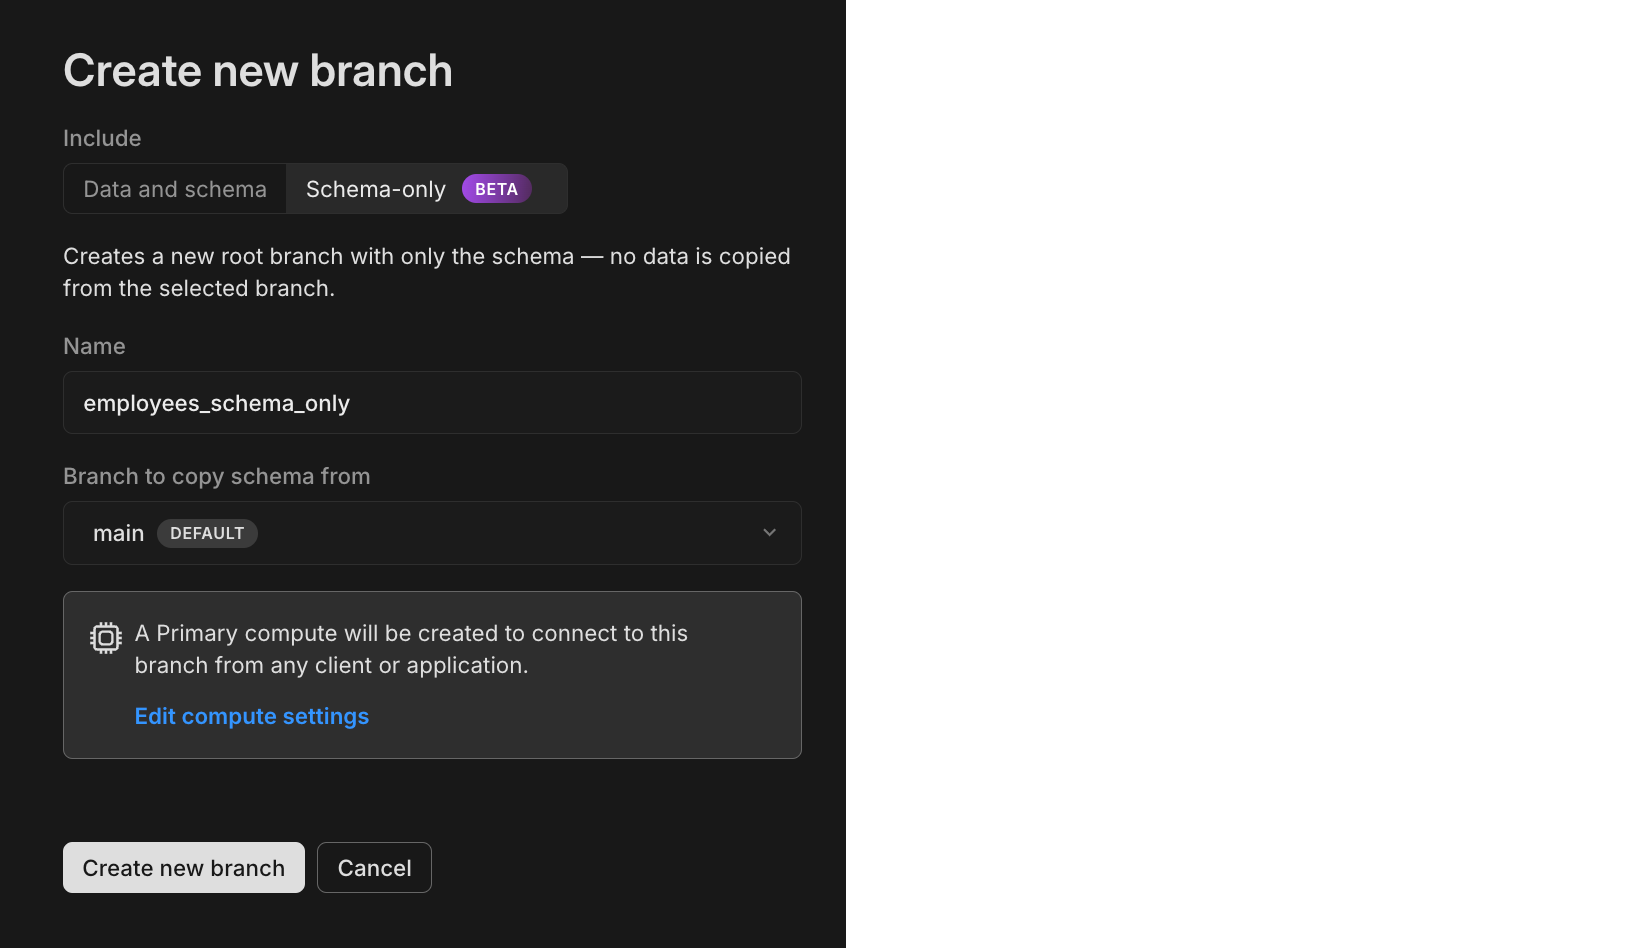 Create new branch
Include
Data and schema Schema-only BETA
Creates a new root branch with only the schema — no data is copied
from the selected branch.
Name
employees_schema_only
Branch to copy schema from
main DEFAULT
A Primary compute will be created to connect to this
branch from any client or application.
Edit compute settings
Create new branch Cancel